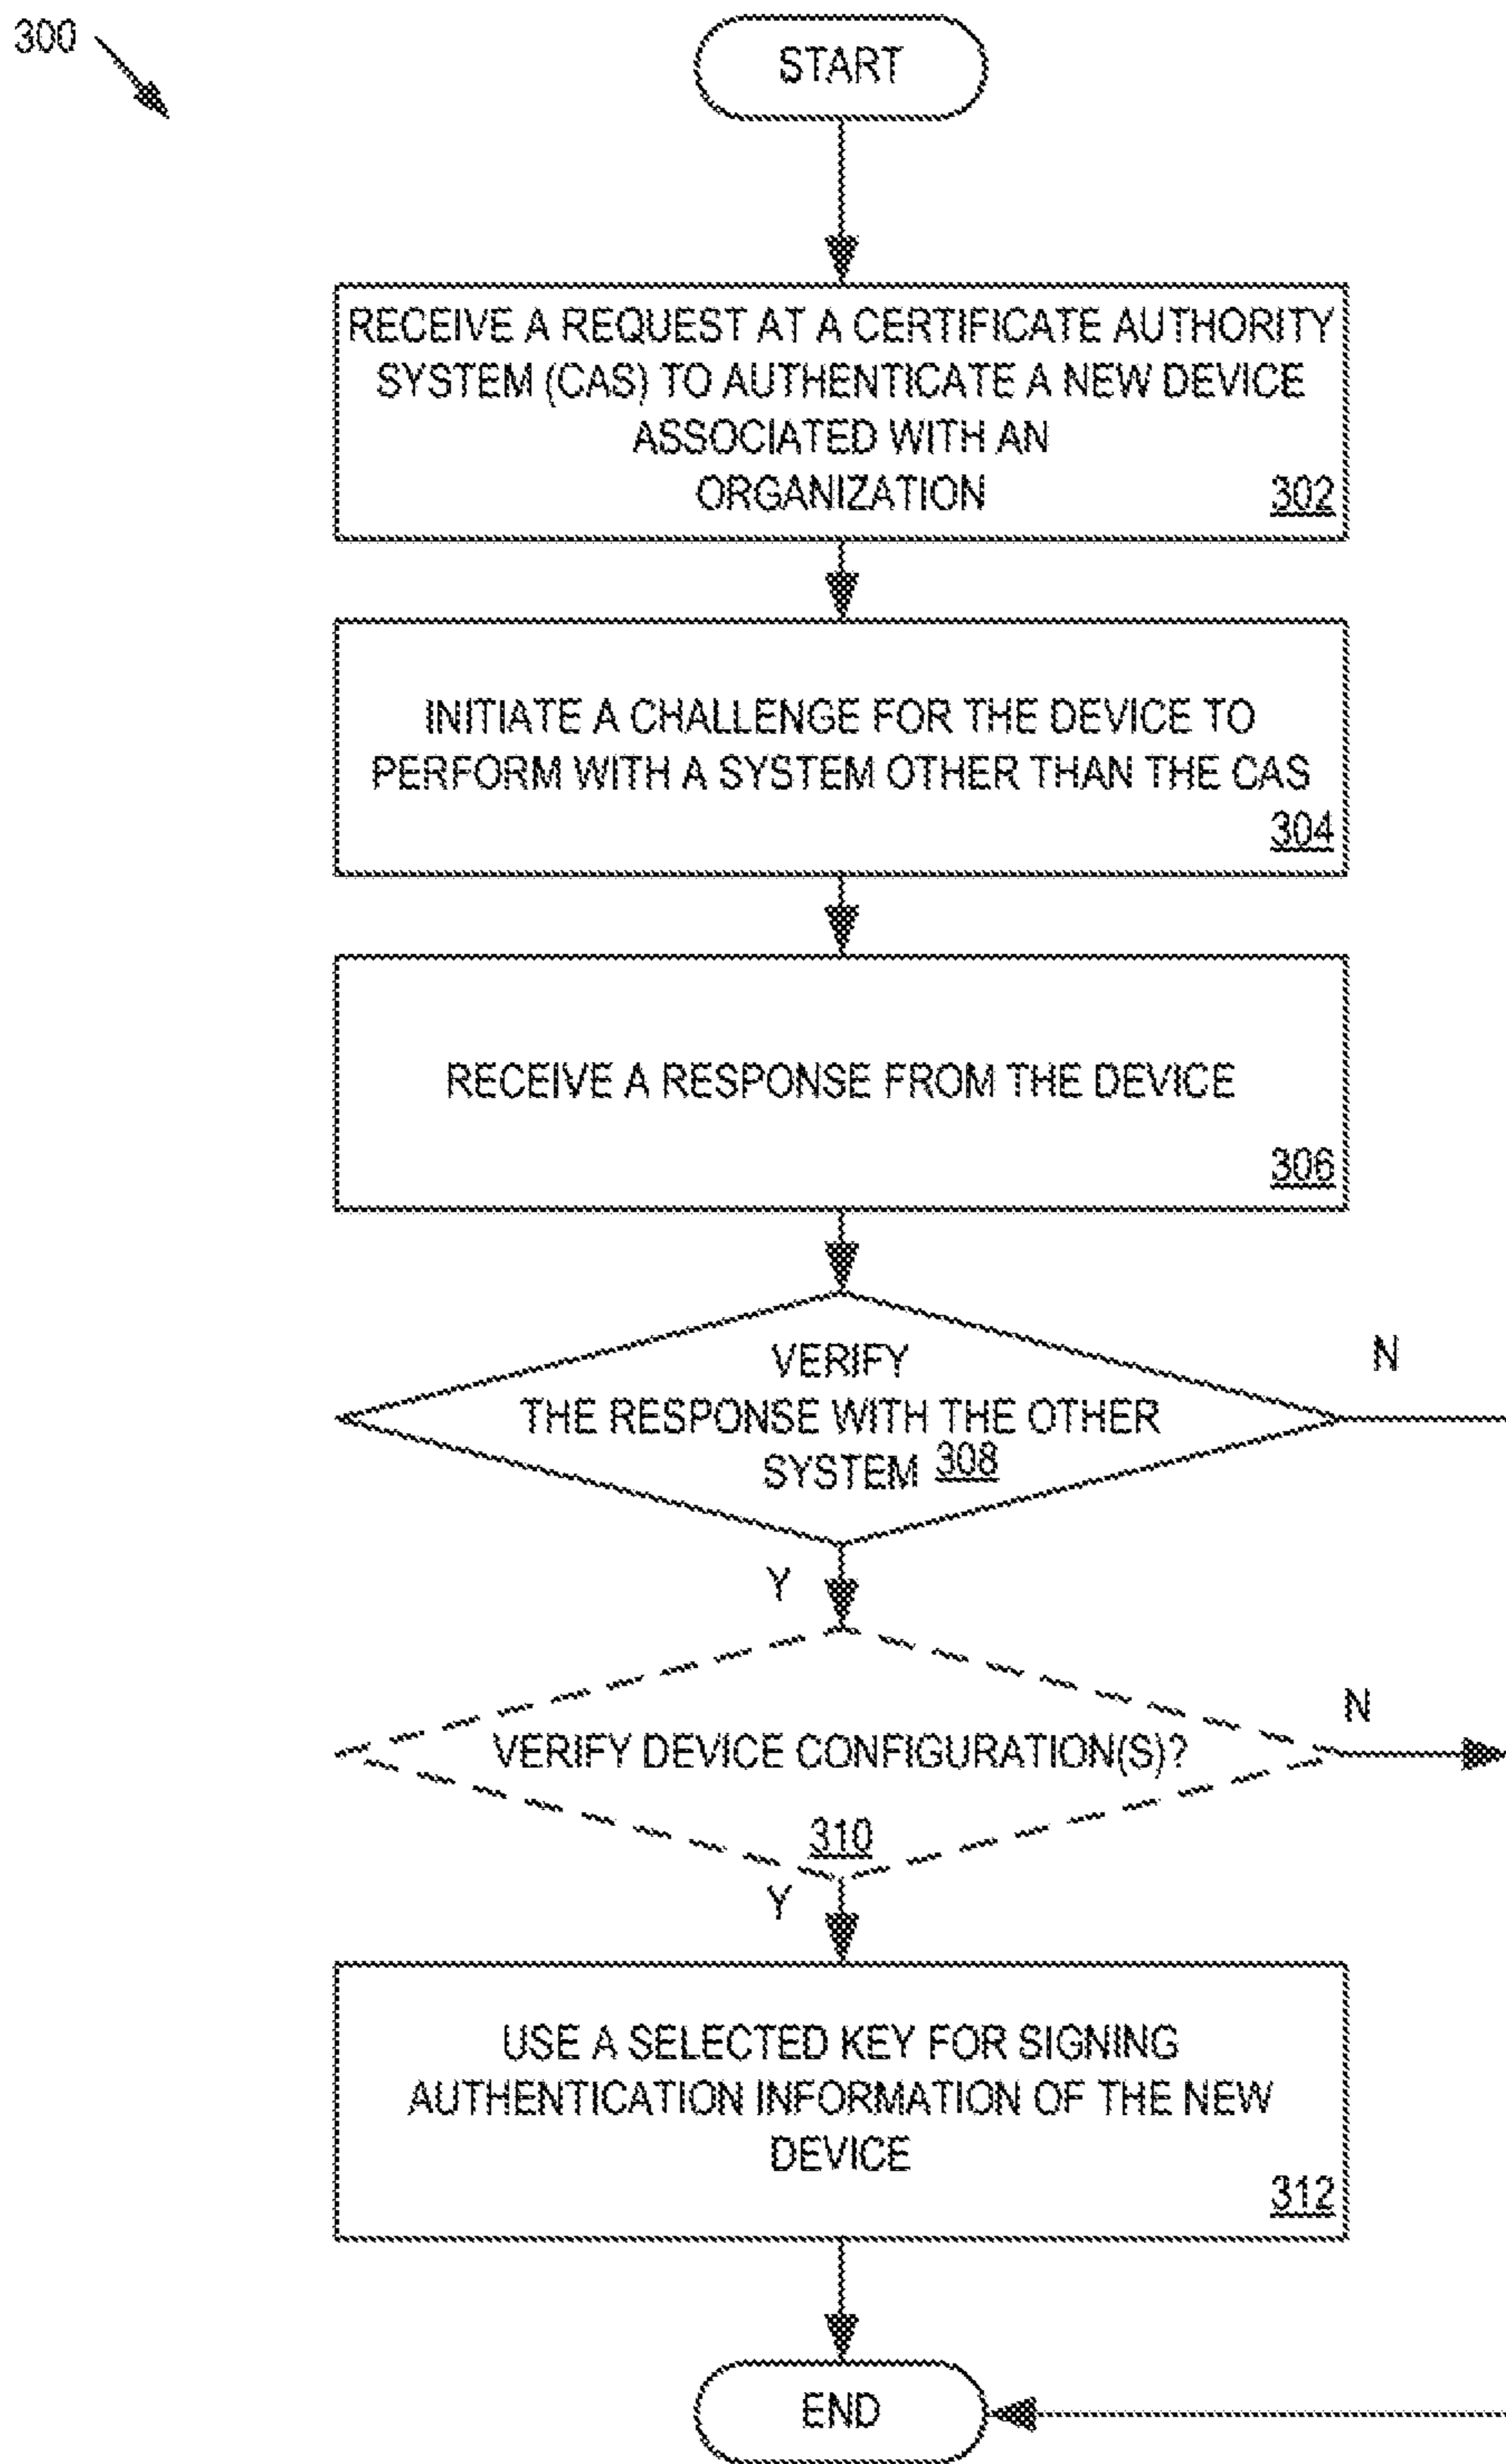 300
START
RECEIVE A REQUEST AT A CERTIFICATE AUTHORITY
SYSTEM (CAS) TO AUTHENTICATE A NEW DEVICE
ASSOCIATED WITH AN
ORGANIZATION 302
INITIATE A CHALLENGE FOR THE DEVICE TO
PERFORM WITH A SYSTEM OTHER THAN THE CAS
304
RECEIVE A RESPONSE FROM THE DEVICE
306
VERIFY
THE RESPONSE WITH THE OTHER
SYSTEM 308
N
Y
VERIFY DEVICE CONFIGURATION(S)?
310
N
Y
USE A SELECTED KEY FOR SIGNING
AUTHENTICATION INFORMATION OF THE NEW
DEVICE
312
END